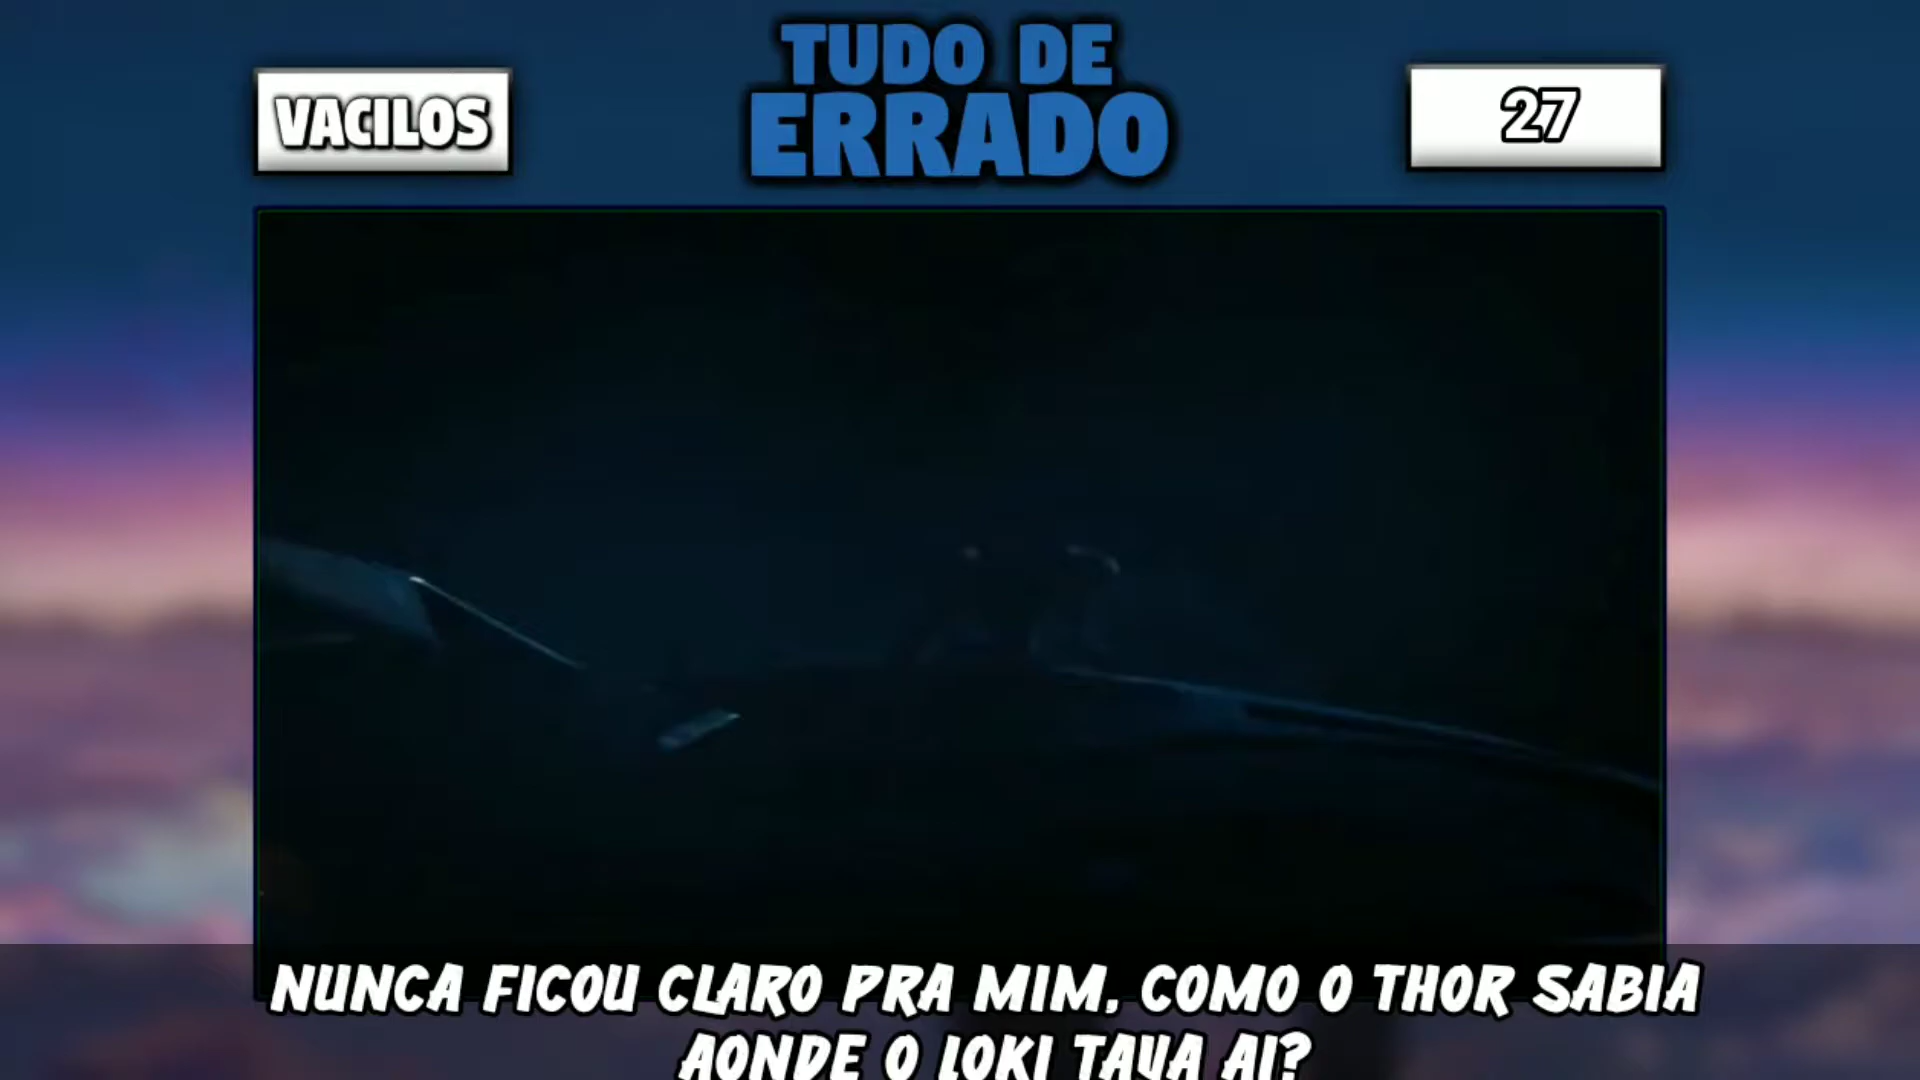 TUDO DE
ERRADO
VACILOS
27
NUNCA FICOU CLARO PRA MIM, COMO O THOR SABIA
AONDE O LOKI TAVA AI?